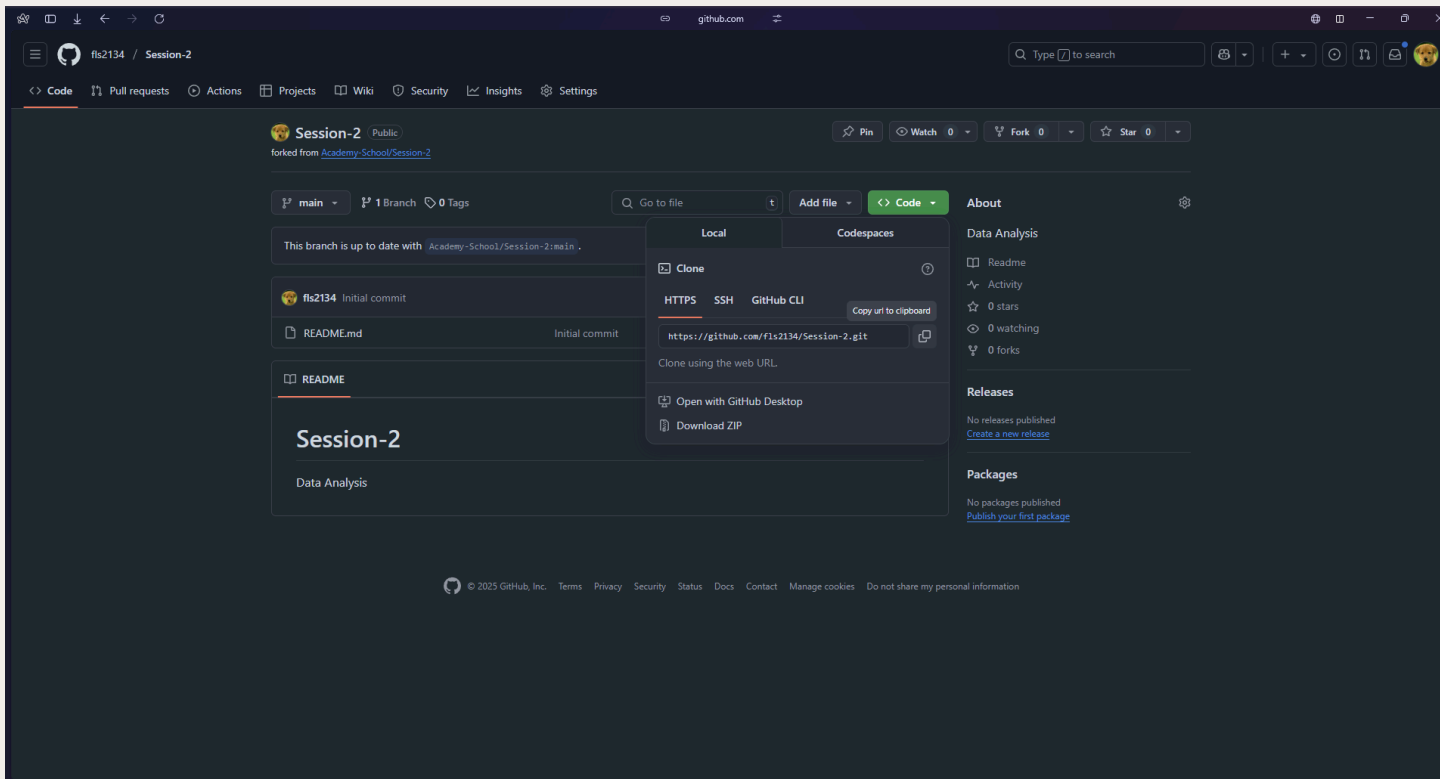 github.com
fls2134 / Session-2
Type / to search
Code Pull requests Actions Projects Wiki Security Insights Settings
Session-2 Public
Pin Watch 0 Fork 0 Star 0
forked from Academy-School/Session-2
main 1 Branch 0 Tags
Go to file t Add file Code
This branch is up to date with Academy-School/Session-2:main .
fls2134 Initial commit
README.md Initial commit
README
Session-2
Data Analysis
Local Codespaces
Clone
HTTPS SSH GitHub CLI
Copy url to clipboard
https://github.com/fls2134/Session-2.git
Clone using the web URL.
Open with GitHub Desktop
Download ZIP
About
Data Analysis
Readme
Activity
0 stars
0 watching
0 forks
Releases
No releases published
Create a new release
Packages
No packages published
Publish your first package
© 2025 GitHub, Inc. Terms Privacy Security Status Docs Contact Manage cookies Do not share my personal information